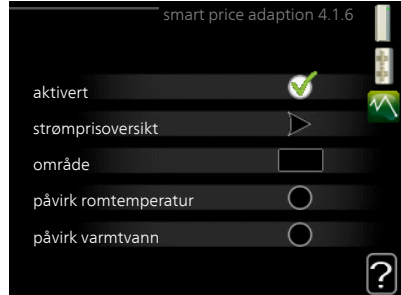 smart price adaption 4.1.6
aktivert
strømprisoversikt
område
påvirk romtemperatur
påvirk varmtvann
?